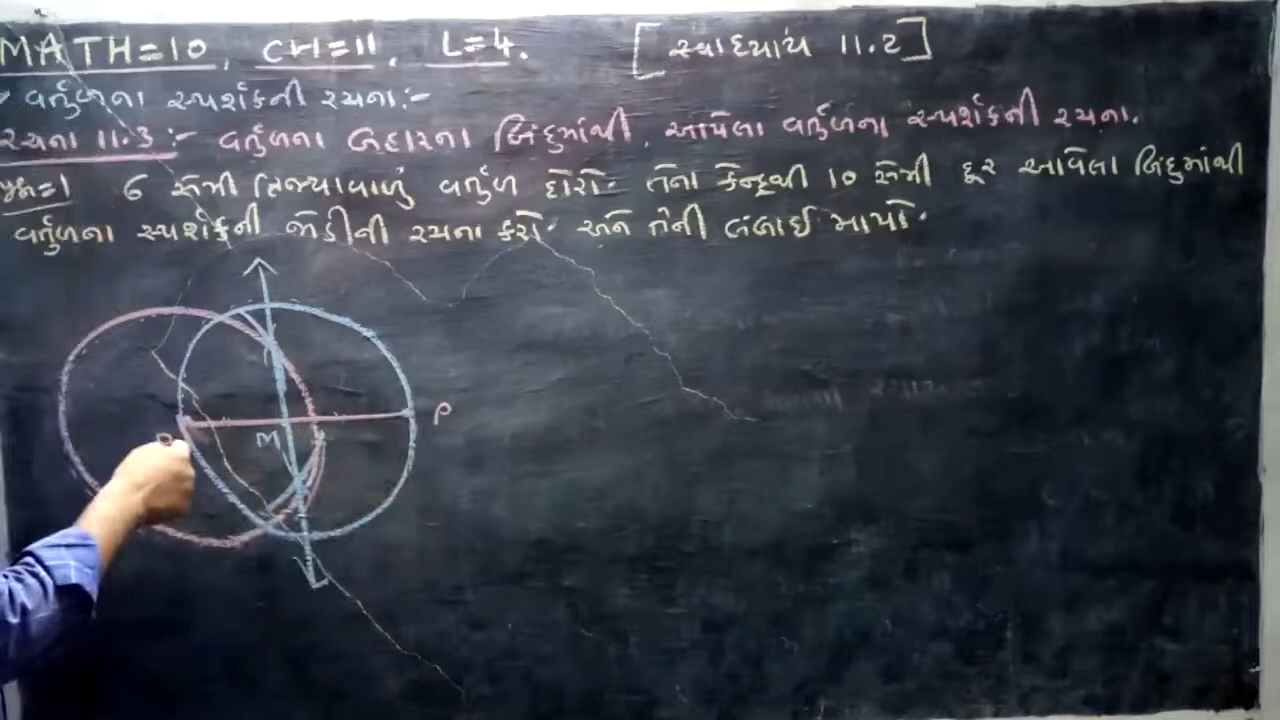 MATH=10, CH=11, L=4. [સ્વાધ્યાય 11.2]
વર્તુળના સ્પર્શકની રચના:-
રચના 11.3:- વર્તુળના બહારના બિંદુમાંથી, આપેલા વર્તુળના સ્પર્શકની રચના.
પ્રશ્ન=1 6 સેમી ત્રિજ્યાવાળું વર્તુળ દોરો. તેના કેન્દ્રથી 10 સેમી દૂર આવેલા બિંદુમાંથી
વર્તુળના સ્પર્શકની જોડીની રચના કરો. અને તેની લંબાઈ માપો.
P
M